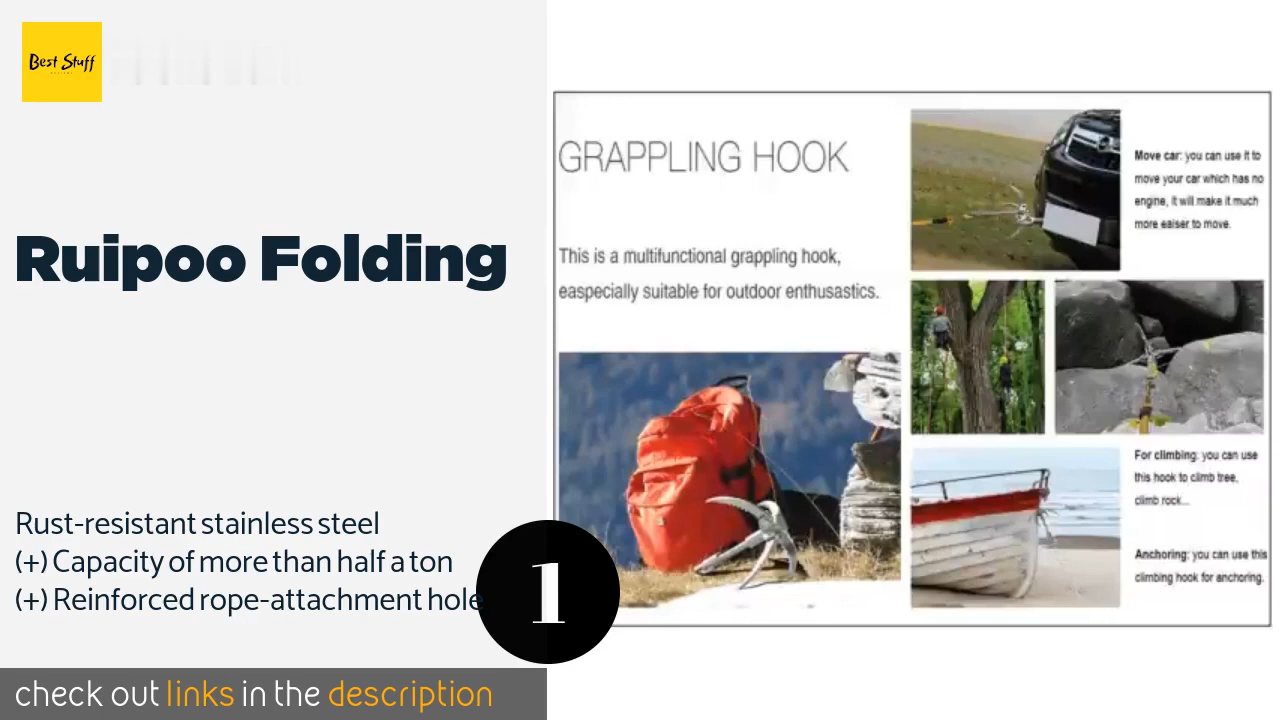 Best Stuff
Ruipoo Folding
Rust-resistant stainless steel
(+) Capacity of more than half a ton
(+) Reinforced rope-attachment hole
1
check out links in the description
GRAPPLING HOOK
This is a multifunctional grappling hook,
easpecially suitable for outdoor enthusastics.
Move car: you can use it to
move your car which has no
engine, it will make it much
more eaiser to move.
For climbing: you can use
this hook to climb tree,
climb rock...
Anchoring: you can use this
climbing hook for anchoring.